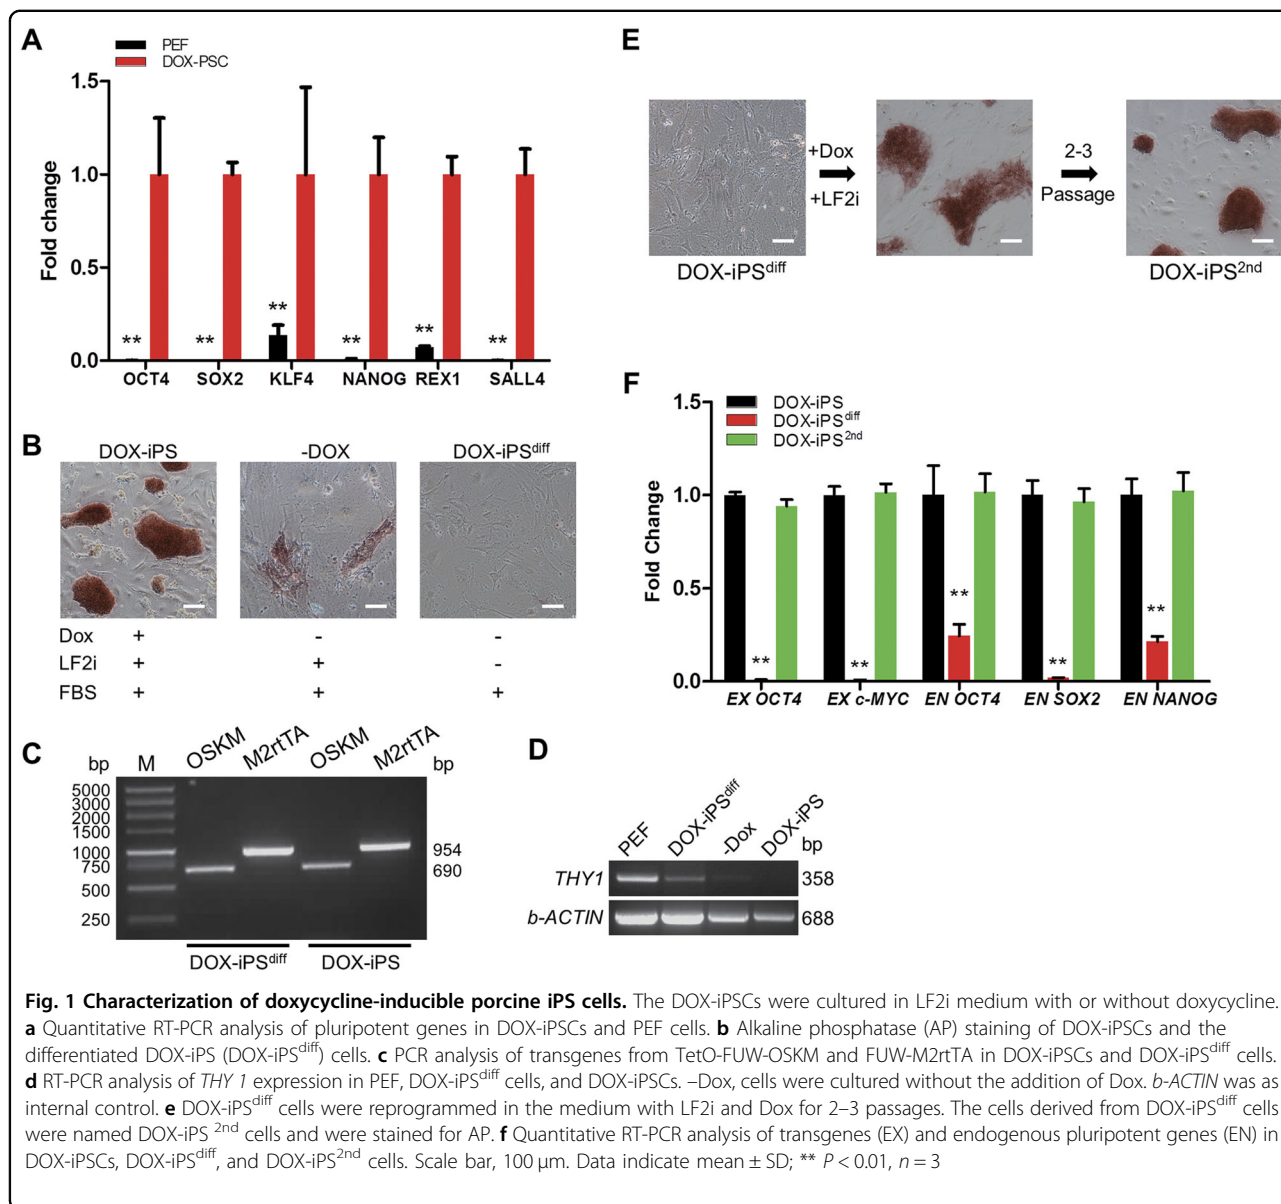 A
PEF
DOX-PSC
1.5
1.0
0.5
0.0
Fold change
** ** ** ** ** **
OCT4 SOX2 KLF4 NANOG REX1 SALL4
B
DOX-iPS -DOX DOX-iPSdiff
Dox + - -
LF2i + + -
FBS + + +
C
bp M OSKM M2rtTA OSKM M2rtTA bp
5000
3000
2000
1500
1000
750
500
250
954
690
DOX-iPSdiff DOX-iPS
D
PEF DOX-iPSdiff -Dox DOX-iPS bp
THY1 358
b-ACTIN 688
E
+Dox
+LF2i
2-3
Passage
DOX-iPSdiff DOX-iPS2nd
F
DOX-iPS
DOX-iPSdiff
DOX-iPS2nd
1.5
1.0
0.5
0.0
Fold Change
** ** ** ** **
EX OCT4 EX c-MYC EN OCT4 EN SOX2 EN NANOG
Fig. 1 Characterization of doxycycline-inducible porcine iPS cells. The DOX-iPSCs were cultured in LF2i medium with or without doxycycline.
a Quantitative RT-PCR analysis of pluripotent genes in DOX-iPSCs and PEF cells. b Alkaline phosphatase (AP) staining of DOX-iPSCs and the
differentiated DOX-iPS (DOX-iPSdiff) cells. c PCR analysis of transgenes from TetO-FUW-OSKM and FUW-M2rtTA in DOX-iPSCs and DOX-iPSdiff cells.
d RT-PCR analysis of THY 1 expression in PEF, DOX-iPSdiff cells, and DOX-iPSCs. –Dox, cells were cultured without the addition of Dox. b-ACTIN was as
internal control. e DOX-iPSdiff cells were reprogrammed in the medium with LF2i and Dox for 2–3 passages. The cells derived from DOX-iPSdiff cells
were named DOX-iPS 2nd cells and were stained for AP. f Quantitative RT-PCR analysis of transgenes (EX) and endogenous pluripotent genes (EN) in
DOX-iPSCs, DOX-iPSdiff, and DOX-iPS2nd cells. Scale bar, 100 µm. Data indicate mean ± SD; ** P < 0.01, n = 3